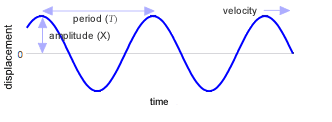 velocity
period (T)
amplitude (X)
displacement
0
time